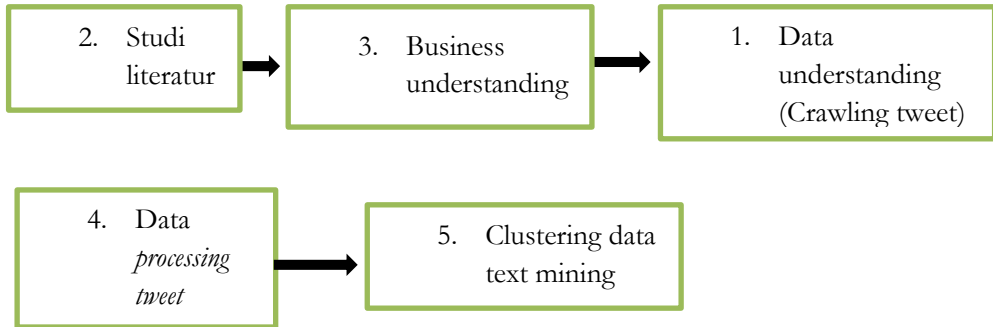 2. Studi
literatur
3. Business
understanding
1. Data
understanding
(Crawling tweet)
4. Data
processing
tweet
5. Clustering data
text mining